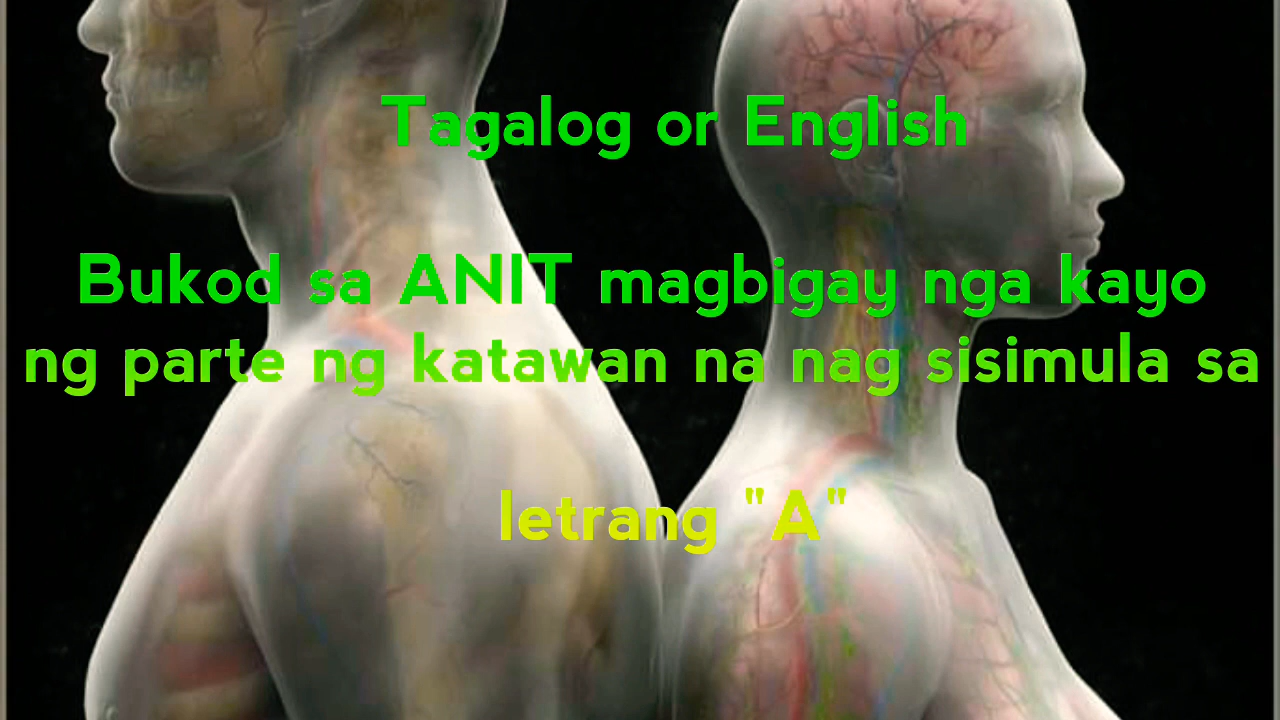 Tagalog or English
Bukod sa ANIT magbigay nga kayo
ng parte ng katawan na nag sisimula sa
letrang "A"